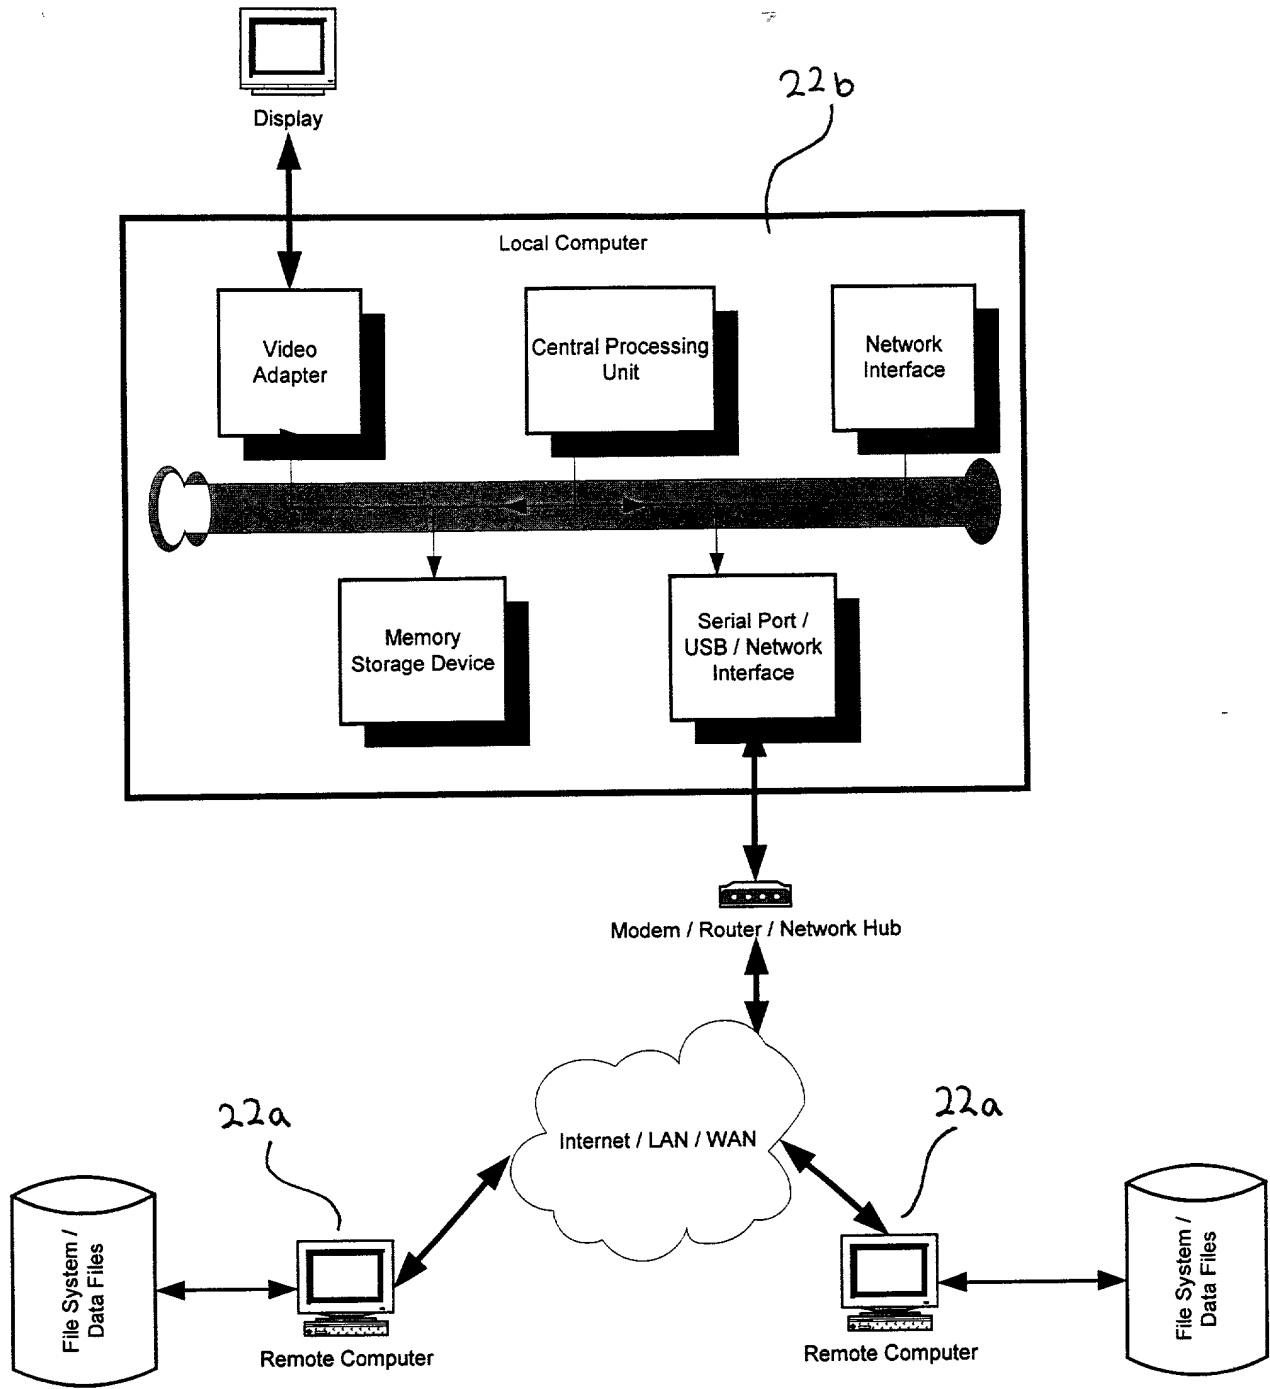 Display
22b
Local Computer
Video
Adapter
Central Processing
Unit
Network
Interface
Memory
Storage Device
Serial Port /
USB / Network
Interface
Modem / Router / Network Hub
Internet / LAN / WAN
22a
22a
File System /
Data Files
Remote Computer
Remote Computer
File System /
Data Files